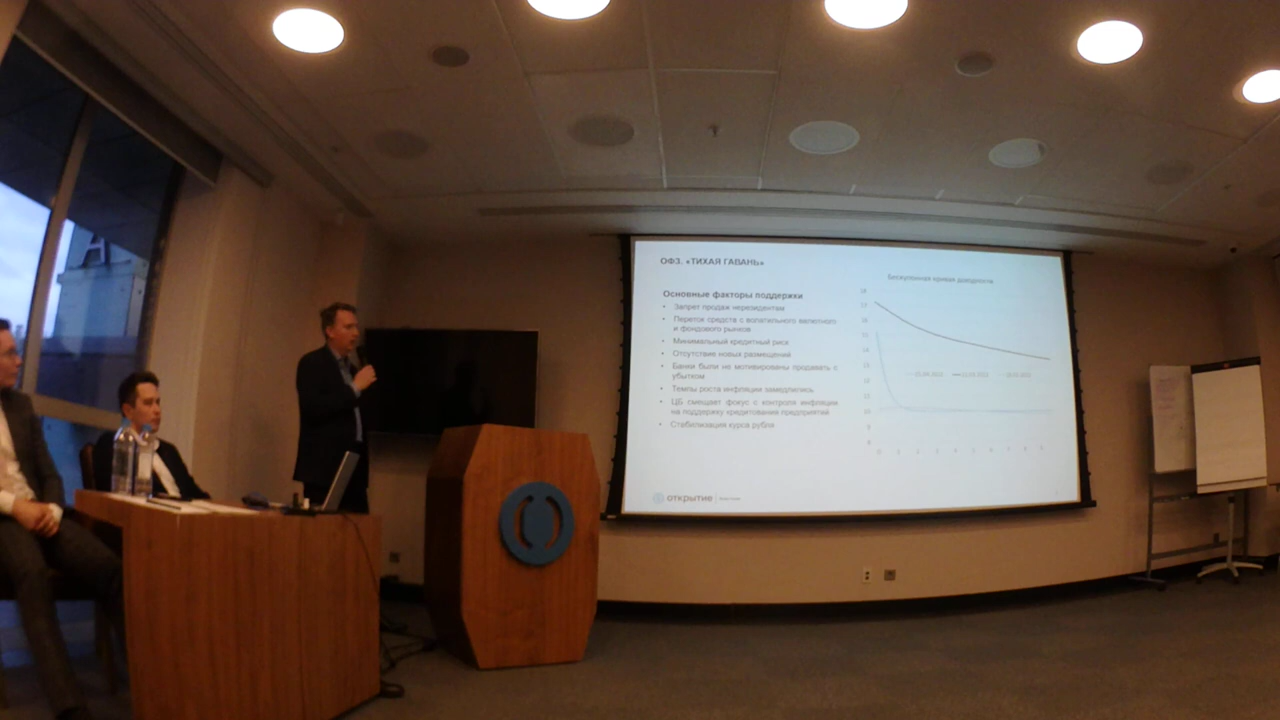 ОФЗ. «ТИХАЯ ГАВАНЬ»
Основные факторы поддержки
• Запрет продаж нерезидентам
• Переток средств с волатильного валютного
и фондового рынков
• Минимальный кредитный риск
• Отсутствие новых размещений
• Банки были не мотивированы продавать с
убытком
• Темпы роста инфляции замедлились
• ЦБ смещает фокус с контроля инфляции
на поддержку кредитования предприятий
• Стабилизация курса рубля
Бескупонная кривая доходности
открытие